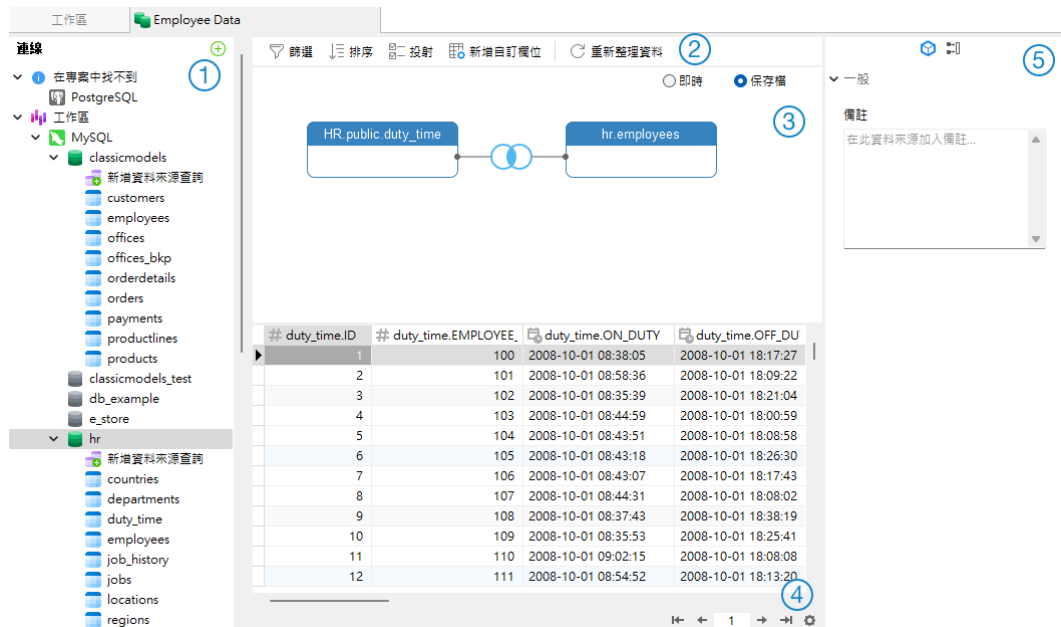 工作區
Employee Data
連線
①
在專案中找不到
PostgreSQL
工作區
MySQL
classicmodels
新增資料來源查詢
customers
employees
offices
offices_bkp
orderdetails
orders
payments
productlines
products
classicmodels_test
db_example
e_store
hr
新增資料來源查詢
countries
departments
duty_time
employees
job_history
jobs
locations
regions
篩選 排序 投射 新增自訂欄位 重新整理資料 ②
即時 保存檔
③
HR.public.duty_time hr.employees
# duty_time.ID # duty_time.EMPLOYEE_ duty_time.ON_DUTY duty_time.OFF_DU
1 100 2008-10-01 08:38:05 2008-10-01 18:17:27
2 101 2008-10-01 08:58:36 2008-10-01 18:09:22
3 102 2008-10-01 08:35:39 2008-10-01 18:21:04
4 103 2008-10-01 08:44:59 2008-10-01 18:00:59
5 104 2008-10-01 08:43:51 2008-10-01 18:08:58
6 105 2008-10-01 08:43:18 2008-10-01 18:26:30
7 106 2008-10-01 08:43:07 2008-10-01 18:17:43
8 107 2008-10-01 08:44:31 2008-10-01 18:08:02
9 108 2008-10-01 08:37:43 2008-10-01 18:38:19
10 109 2008-10-01 08:35:53 2008-10-01 18:25:41
11 110 2008-10-01 09:02:15 2008-10-01 18:08:08
12 111 2008-10-01 08:54:52 2008-10-01 18:13:20
④
1
⑤
一般
備註
在此資料來源加入備註...